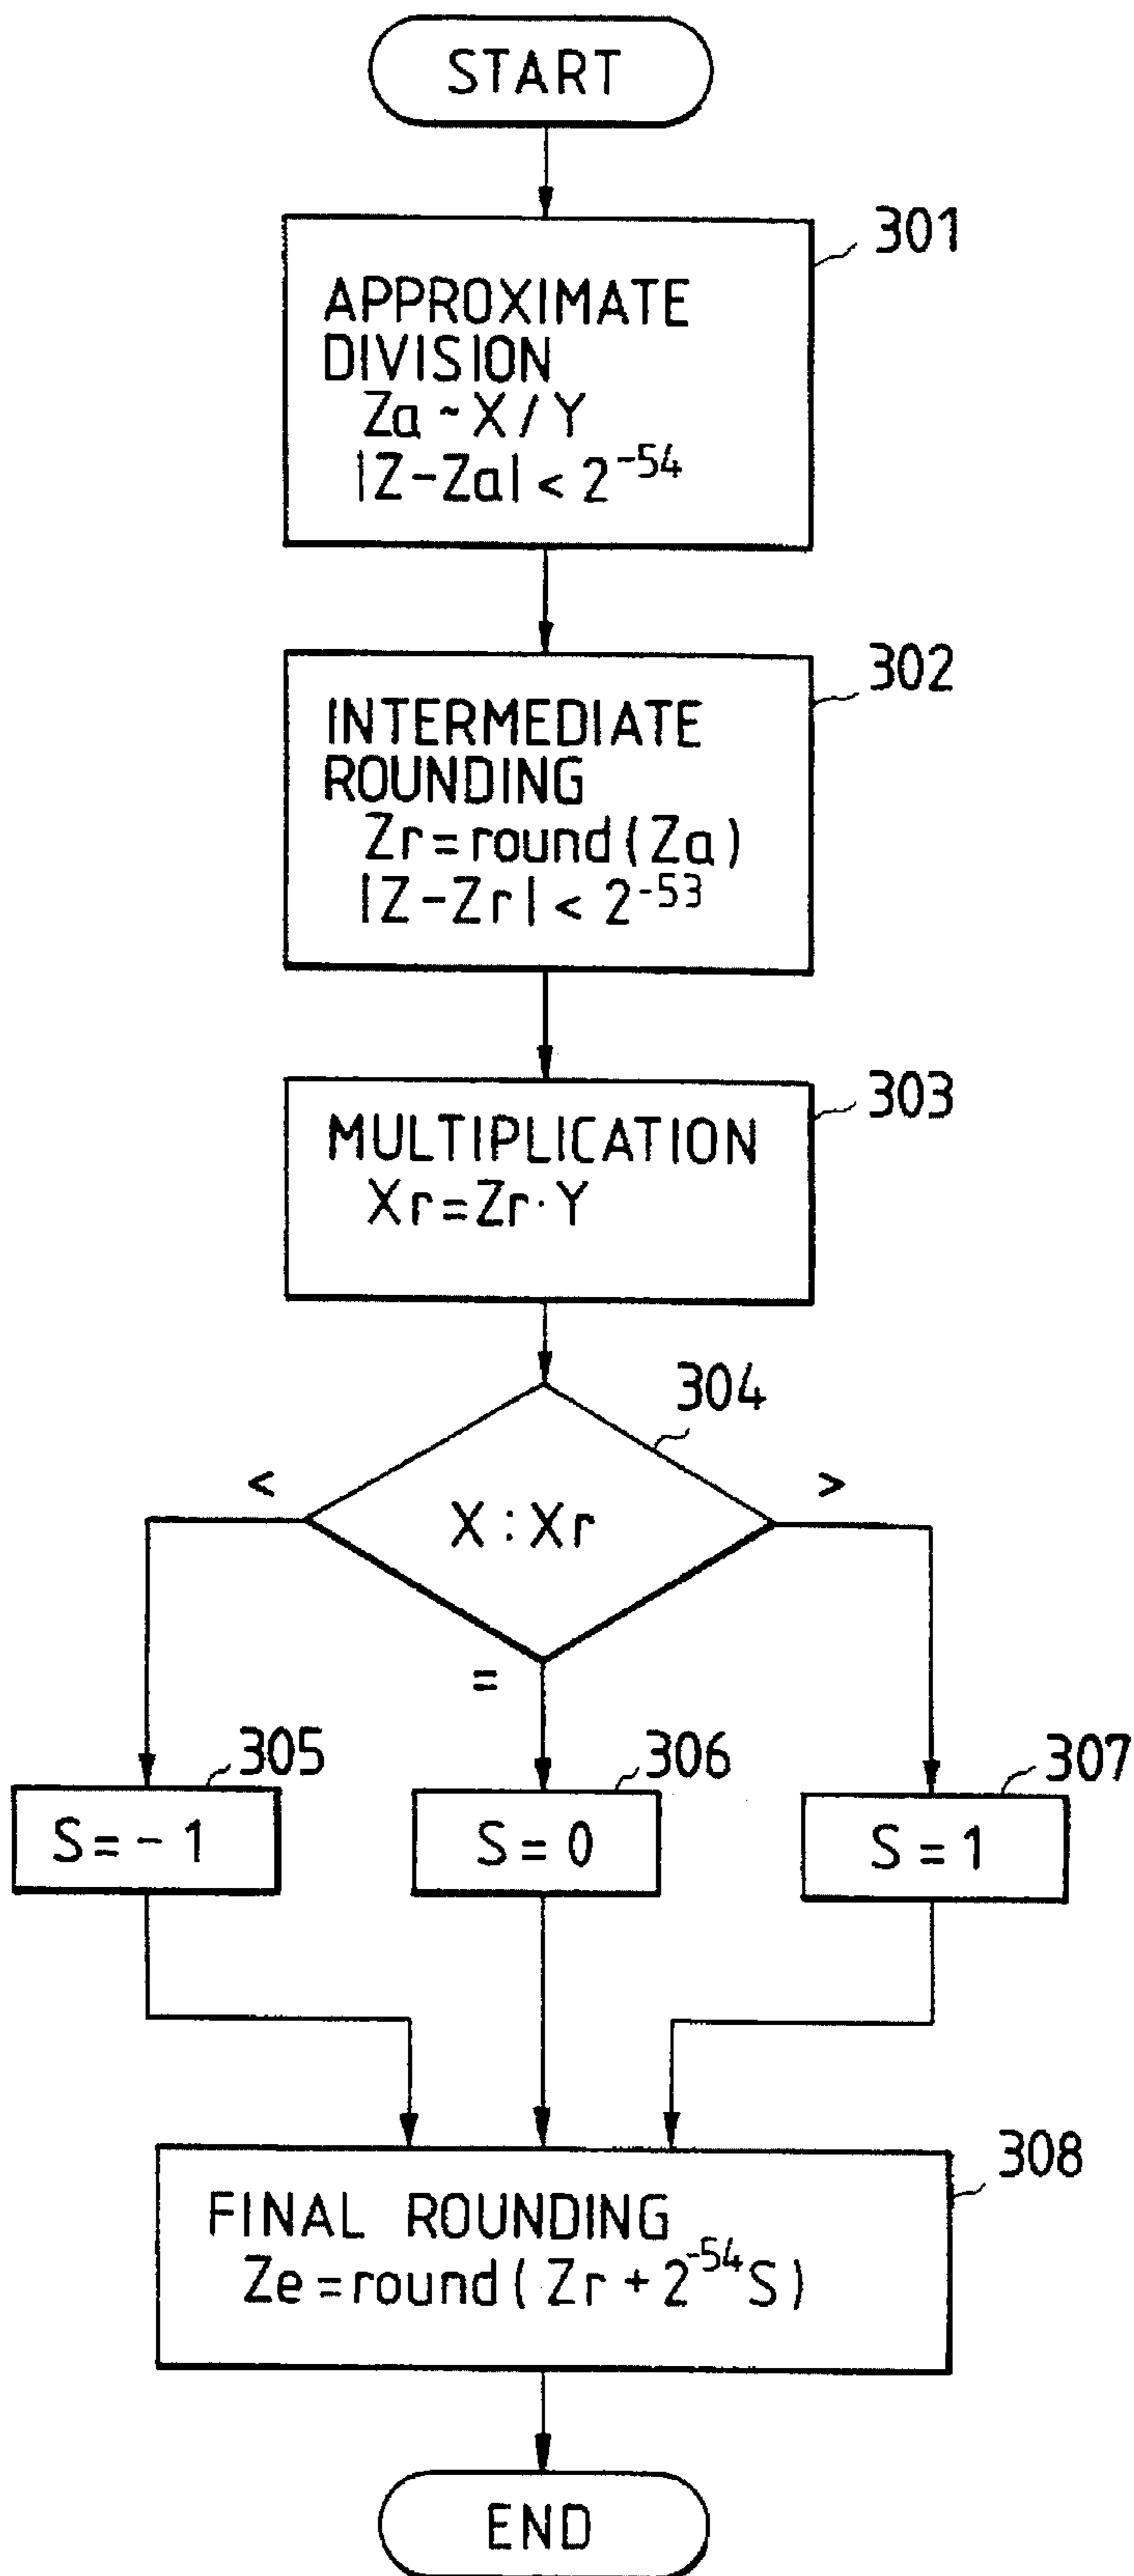 START
301
APPROXIMATE
DIVISION
Za ~ X / Y
|Z-Za| < 2^-54
302
INTERMEDIATE
ROUNDING
Zr = round (Za)
|Z-Zr| < 2^-53
303
MULTIPLICATION
Xr = Zr · Y
304
< X : Xr >
=
305 306 307
S = -1 S = 0 S = 1
308
FINAL ROUNDING
Ze = round ( Zr + 2^-54 S )
END